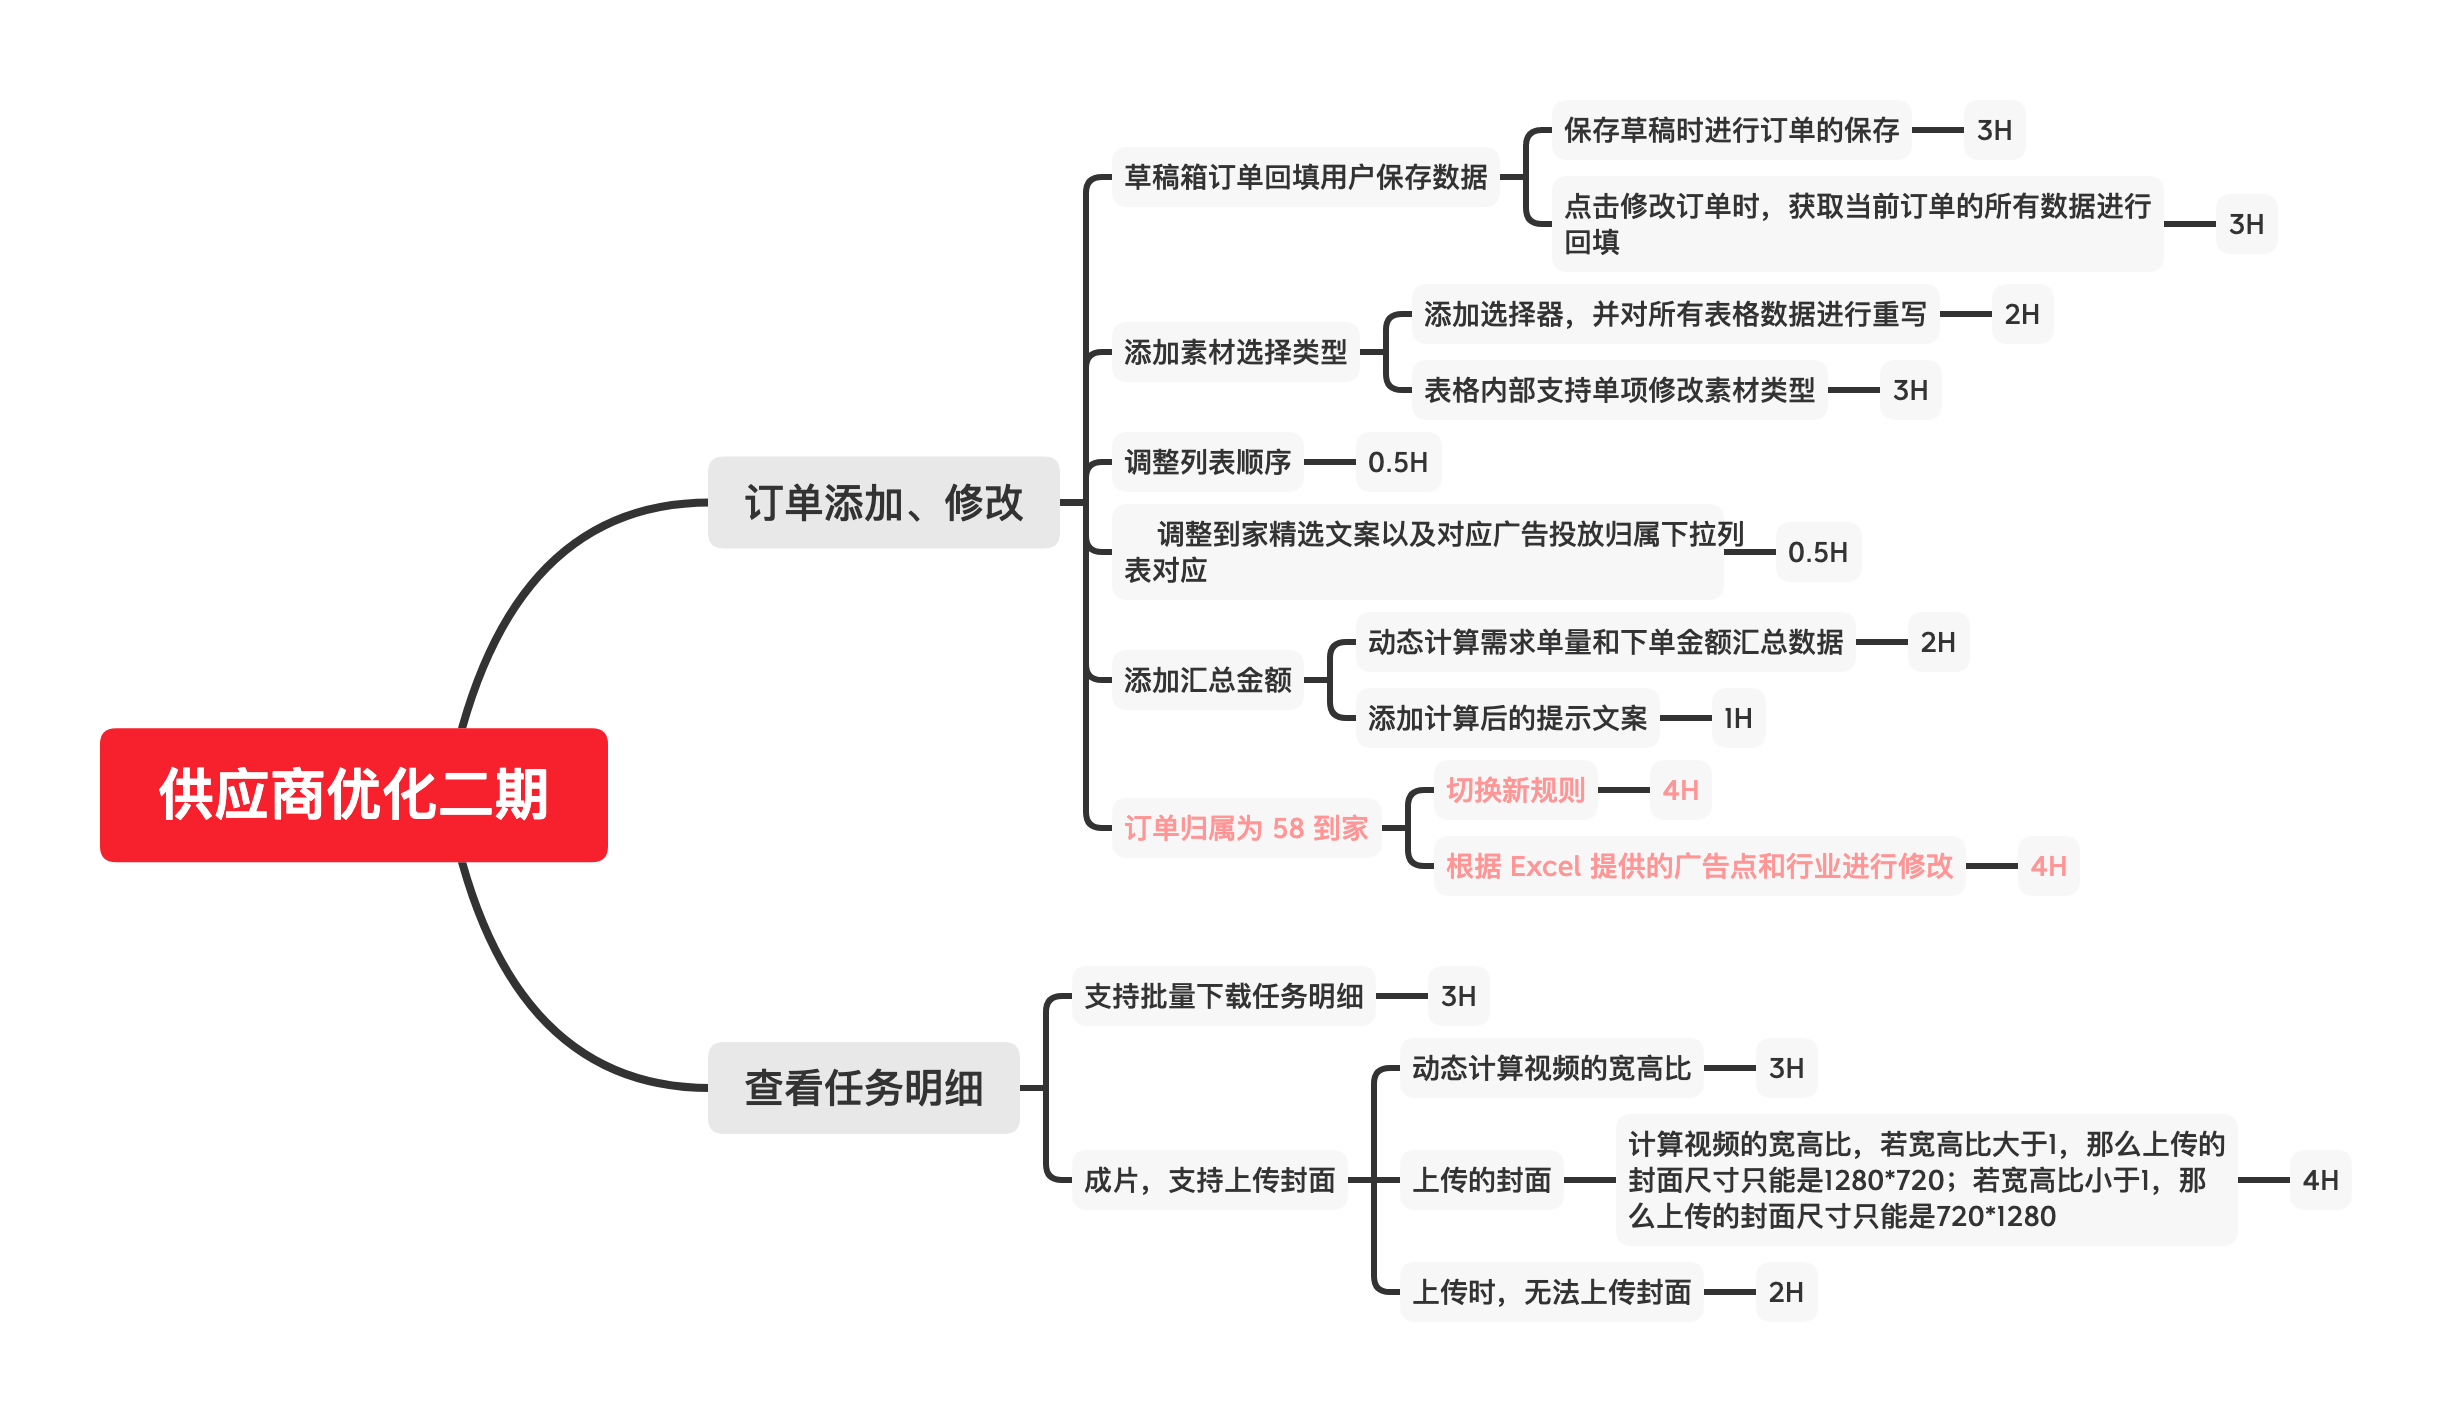 供应商优化二期
订单添加、修改
草稿箱订单回填用户保存数据
保存草稿时进行订单的保存
3H
点击修改订单时，获取当前订单的所有数据进行
回填
3H
添加素材选择类型
添加选择器，并对所有表格数据进行重写
2H
表格内部支持单项修改素材类型
3H
调整列表顺序
0.5H
调整到家精选文案以及对应广告投放归属下拉列
表对应
0.5H
添加汇总金额
动态计算需求单量和下单金额汇总数据
2H
添加计算后的提示文案
1H
订单归属为 58 到家
切换新规则
4H
根据 Excel 提供的广告点和行业进行修改
4H
查看任务明细
支持批量下载任务明细
3H
成片，支持上传封面
动态计算视频的宽高比
3H
上传的封面
计算视频的宽高比，若宽高比大于1，那么上传的
封面尺寸只能是1280*720；若宽高比小于1，那
么上传的封面尺寸只能是720*1280
4H
上传时，无法上传封面
2H